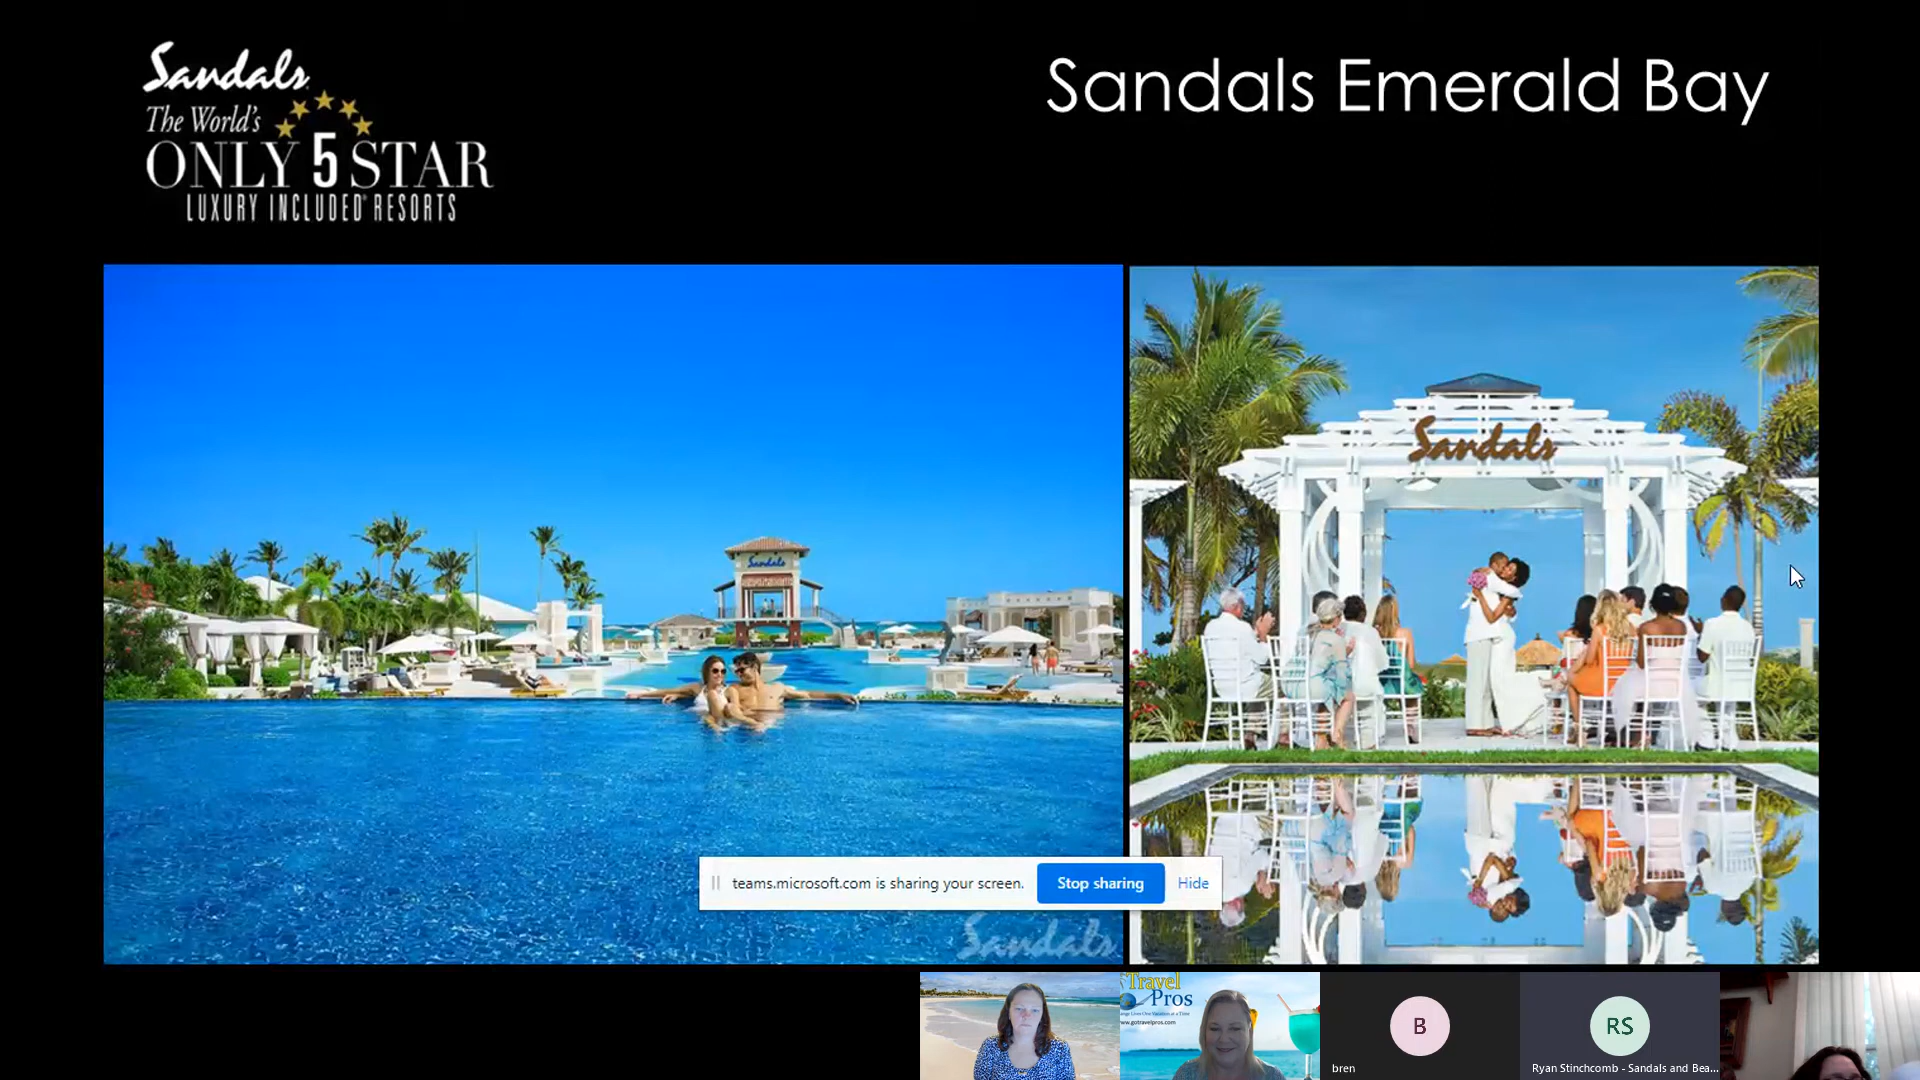 Sandals
The World's
ONLY 5 STAR
LUXURY INCLUDED® RESORTS
Sandals Emerald Bay
Sandals
Sandals
teams.microsoft.com is sharing your screen.
Stop sharing
Hide
Sandals
Travel
Pros
www.gotravelpros.com
B
bren
RS
Ryan Stinchcomb - Sandals and Bea...